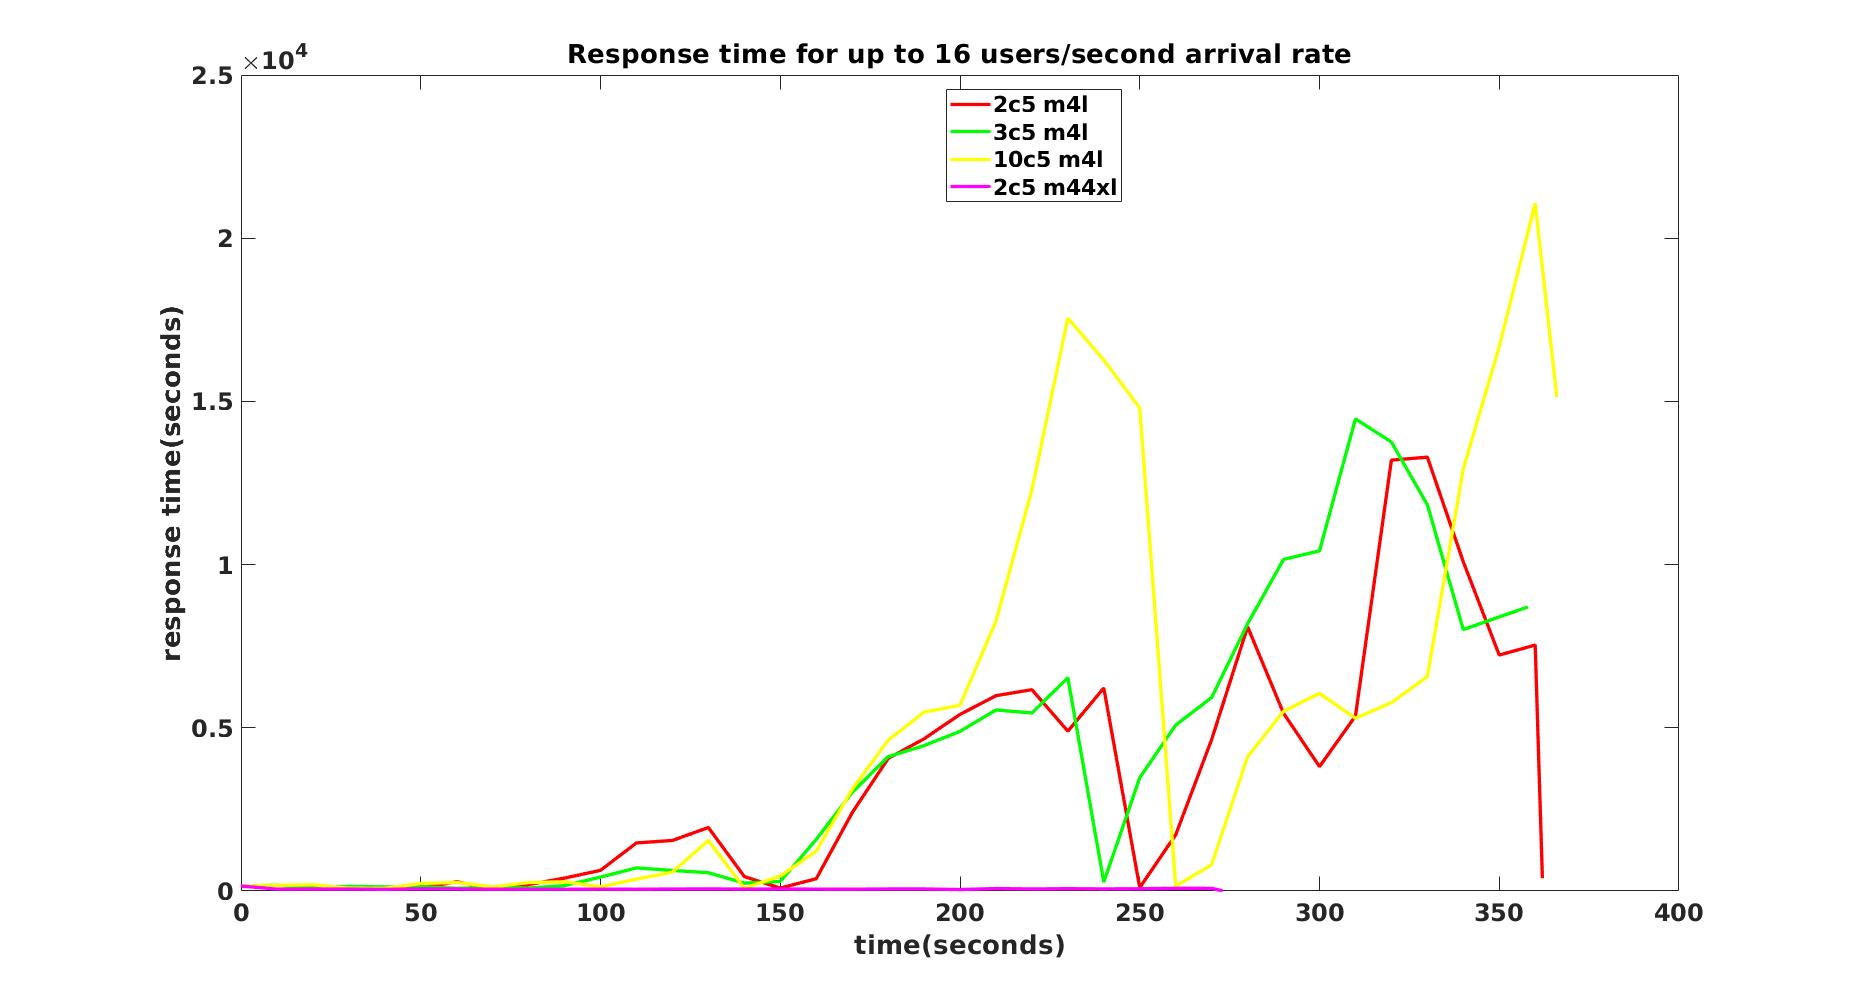 Response time for up to 16 users/second arrival rate
×10^4
2.5
2
1.5
1
0.5
0
response time(seconds)
2c5 m4l
3c5 m4l
10c5 m4l
2c5 m44xl
0 50 100 150 200 250 300 350 400
time(seconds)